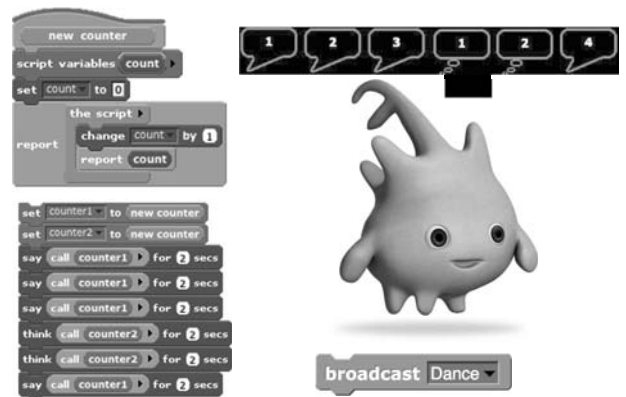 new counter
script variables count
set count to 0
the script
change count by 1
report
report count
1 2 3 1 2 4
set counter1 to new counter
set counter2 to new counter
say call counter1 for 2 secs
say call counter1 for 2 secs
say call counter1 for 2 secs
think call counter2 for 2 secs
think call counter2 for 2 secs
say call counter1 for 2 secs
broadcast Dance